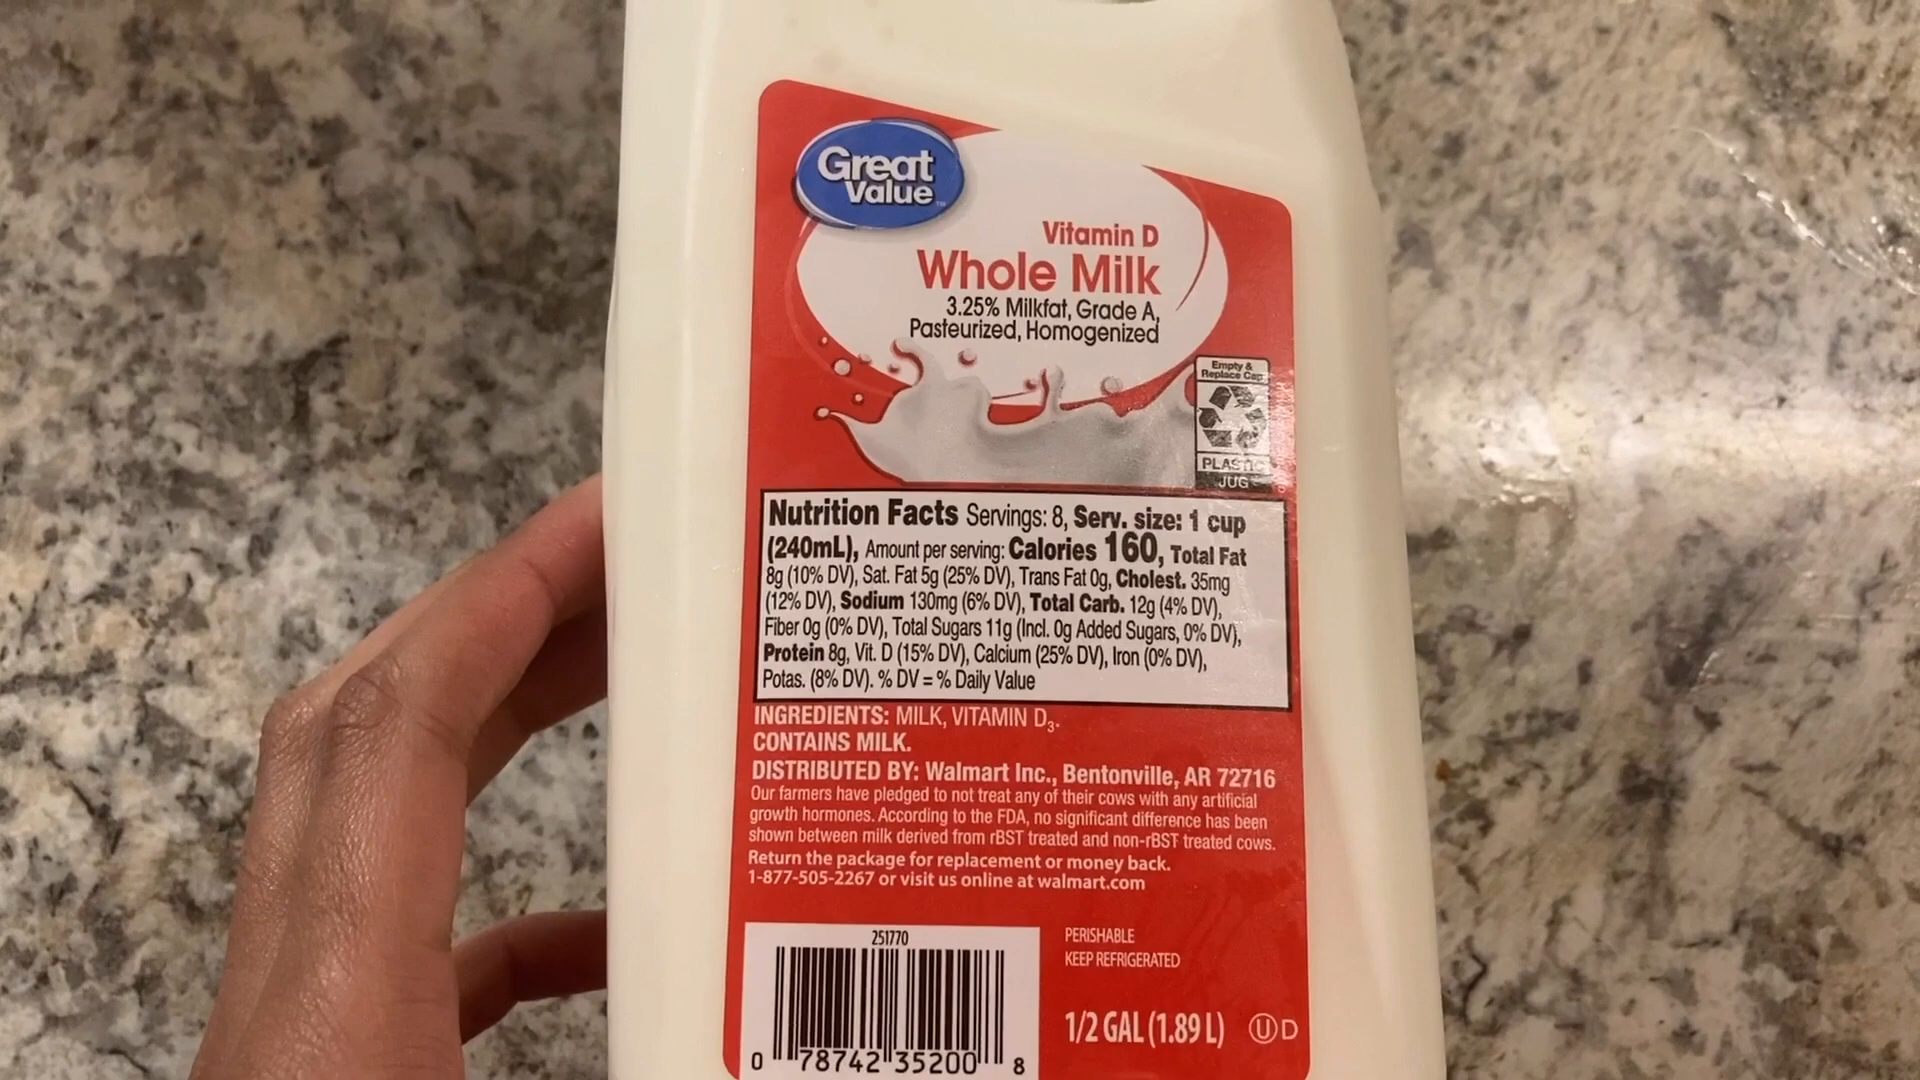 Great
Value
Vitamin D
Whole Milk
3.25% Milkfat, Grade A,
Pasteurized, Homogenized
Empty &
Replace Cap
PLASTIC
JUG
Nutrition Facts Servings: 8, Serv. size: 1 cup
(240mL), Amount per serving: Calories 160, Total Fat
8g (10% DV), Sat. Fat 5g (25% DV), Trans Fat 0g, Cholest. 35mg
(12% DV), Sodium 130mg (6% DV), Total Carb. 12g (4% DV),
Fiber 0g (0% DV), Total Sugars 11g (Incl. 0g Added Sugars, 0% DV),
Protein 8g, Vit. D (15% DV), Calcium (25% DV), Iron (0% DV),
Potas. (8% DV). % DV = % Daily Value
INGREDIENTS: MILK, VITAMIN D₃.
CONTAINS MILK.
DISTRIBUTED BY: Walmart Inc., Bentonville, AR 72716
Our farmers have pledged to not treat any of their cows with any artificial
growth hormones. According to the FDA, no significant difference has been
shown between milk derived from rBST treated and non-rBST treated cows.
Return the package for replacement or money back.
1-877-505-2267 or visit us online at walmart.com
251770
0 78742 35200 8
PERISHABLE
KEEP REFRIGERATED
1/2 GAL (1.89 L) Ⓤ D